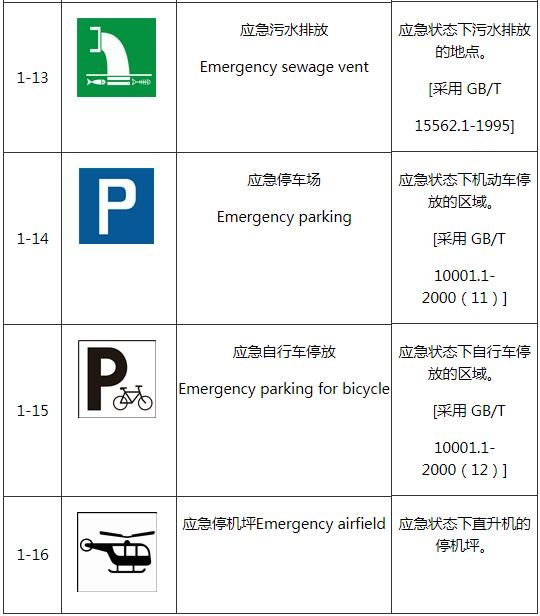 1-13
应急污水排放
Emergency sewage vent
应急状态下污水排放
的地点。
[采用 GB/T
15562.1-1995]
1-14
P
应急停车场
Emergency parking
应急状态下机动车停
放的区域。
[采用 GB/T
10001.1-
2000（11）]
1-15
P
应急自行车停放
Emergency parking for bicycle
应急状态下自行车停
放的区域。
[采用 GB/T
10001.1-
2000（12）]
1-16
应急停机坪Emergency airfield
应急状态下直升机的
停机坪。